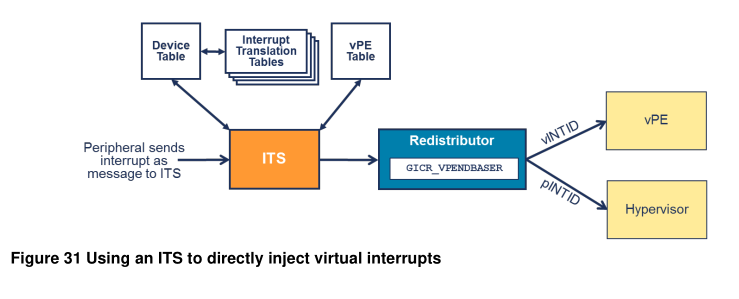 Device
Table
Interrupt
Translation
Tables
vPE
Table
Peripheral sends
interrupt as
message to ITS
ITS
Redistributor
GICR_VPENDBASER
vINTID
pINTID
vPE
Hypervisor
Figure 31 Using an ITS to directly inject virtual interrupts